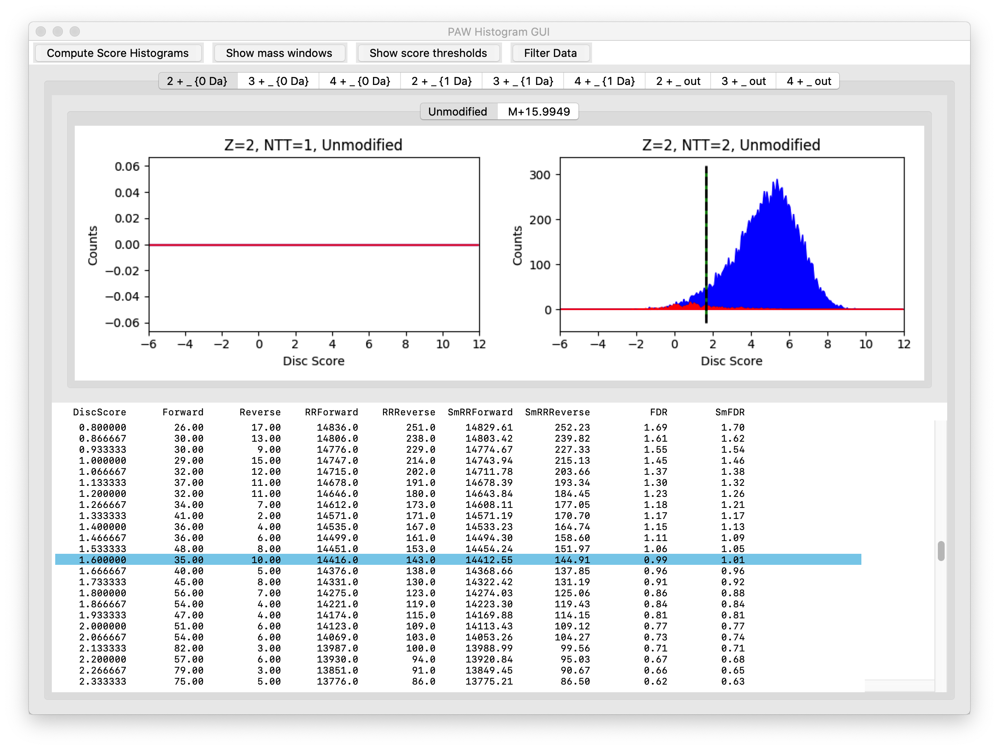 PAW Histogram GUI
Compute Score Histograms Show mass windows Show score thresholds Filter Data
2 + _ {0 Da} 3 + _ {0 Da} 4 + _ {0 Da} 2 + _ {1 Da} 3 + _ {1 Da} 4 + _ {1 Da} 2 + _ out 3 + _ out 4 + _ out
Unmodified M+15.9949
Z=2, NTT=1, Unmodified
0.06
0.04
0.02
0.00
−0.02
−0.04
−0.06
Counts
−6 −4 −2 0 2 4 6 8 10 12
Disc Score
Z=2, NTT=2, Unmodified
300
200
100
0
Counts
−6 −4 −2 0 2 4 6 8 10 12
Disc Score
DiscScore Forward Reverse RRForward RRReverse SmRRForward SmRRReverse FDR SmFDR
0.800000 26.00 17.00 14836.0 251.0 14829.61 252.23 1.69 1.70
0.866667 30.00 13.00 14806.0 238.0 14803.42 239.82 1.61 1.62
0.933333 30.00 9.00 14776.0 229.0 14774.67 227.33 1.55 1.54
1.000000 29.00 15.00 14747.0 214.0 14743.94 215.13 1.45 1.46
1.066667 32.00 12.00 14715.0 202.0 14711.78 203.66 1.37 1.38
1.133333 37.00 11.00 14678.0 191.0 14678.39 193.34 1.30 1.32
1.200000 32.00 11.00 14646.0 180.0 14643.84 184.45 1.23 1.26
1.266667 34.00 7.00 14612.0 173.0 14608.11 177.05 1.18 1.21
1.333333 41.00 2.00 14571.0 171.0 14571.19 170.70 1.17 1.17
1.400000 36.00 4.00 14535.0 167.0 14533.23 164.74 1.15 1.13
1.466667 36.00 6.00 14499.0 161.0 14494.30 158.60 1.11 1.09
1.533333 48.00 8.00 14451.0 153.0 14454.24 151.97 1.06 1.05
1.600000 35.00 10.00 14416.0 143.0 14412.55 144.91 0.99 1.01
1.666667 40.00 5.00 14376.0 138.0 14368.66 137.85 0.96 0.96
1.733333 45.00 8.00 14331.0 130.0 14322.42 131.19 0.91 0.92
1.800000 56.00 7.00 14275.0 123.0 14274.03 125.06 0.86 0.88
1.866667 54.00 4.00 14221.0 119.0 14223.30 119.43 0.84 0.84
1.933333 47.00 4.00 14174.0 115.0 14169.88 114.15 0.81 0.81
2.000000 51.00 6.00 14123.0 109.0 14113.43 109.12 0.77 0.77
2.066667 54.00 6.00 14069.0 103.0 14053.26 104.27 0.73 0.74
2.133333 82.00 3.00 13987.0 100.0 13988.99 99.56 0.71 0.71
2.200000 57.00 6.00 13930.0 94.0 13920.84 95.03 0.67 0.68
2.266667 79.00 3.00 13851.0 91.0 13849.45 90.67 0.66 0.65
2.333333 75.00 5.00 13776.0 86.0 13775.21 86.50 0.62 0.63